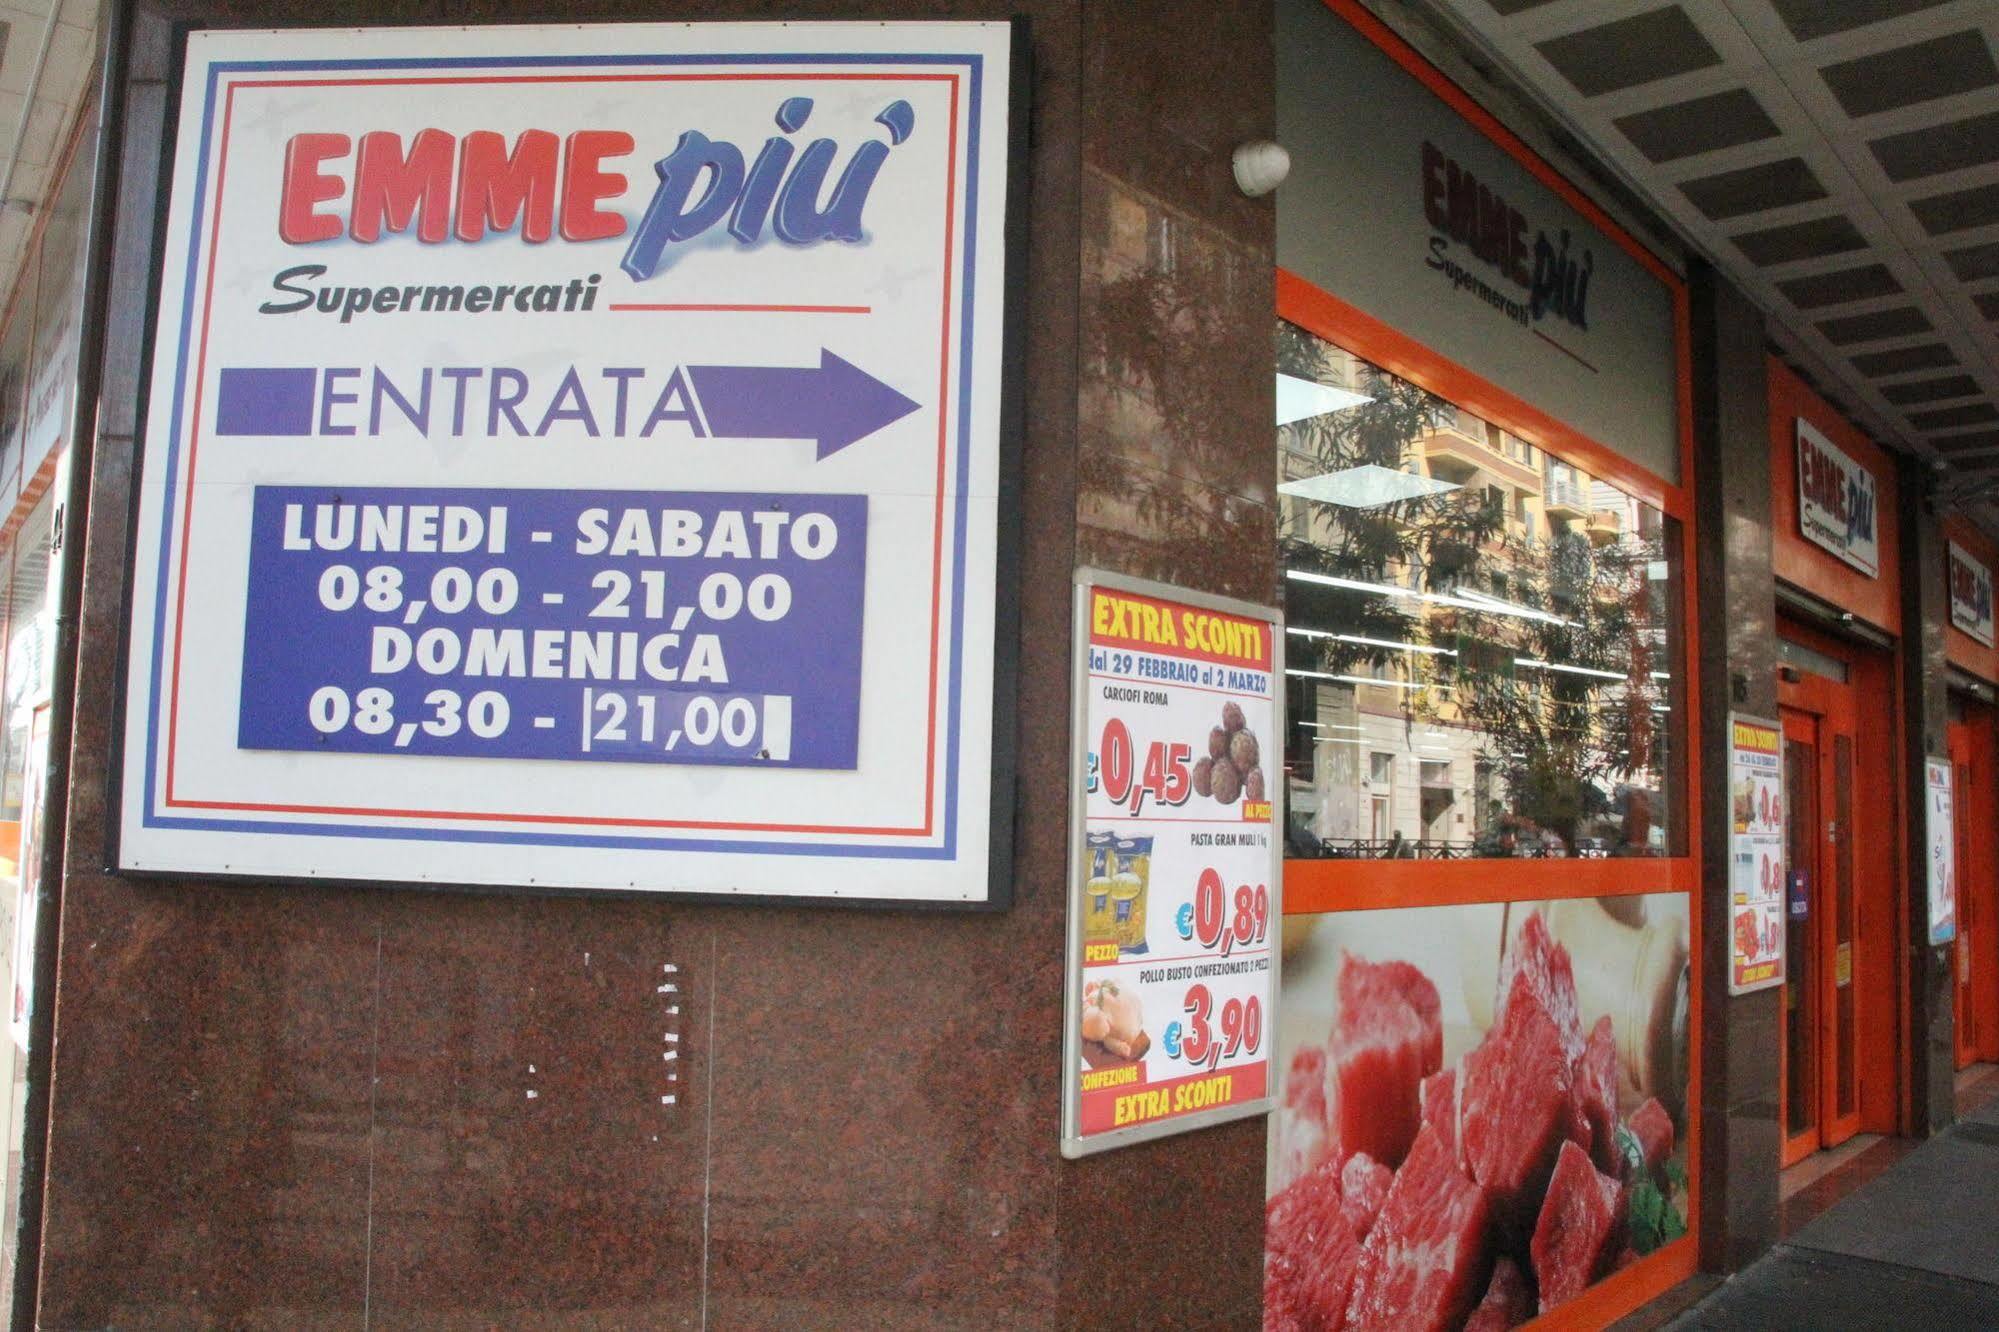 EMME più
Supermercati
ENTRATA
LUNEDI - SABATO
08,00 - 21,00
DOMENICA
08,30 - 21,00
EXTRA SCONTI
dal 29 FEBBRAIO al 2 MARZO
CARCIOFI ROMA
€0,45
AL PEZZO
PASTA GRAN MULI 1 kg
€0,89
PEZZO
POLLO BUSTO CONFEZIONATO 2 PEZZI
€3,90
CONFEZIONE
EXTRA SCONTI
EMME più
Supermercati
EMME più
Supermercati
EXTRA SCONTI
EMME